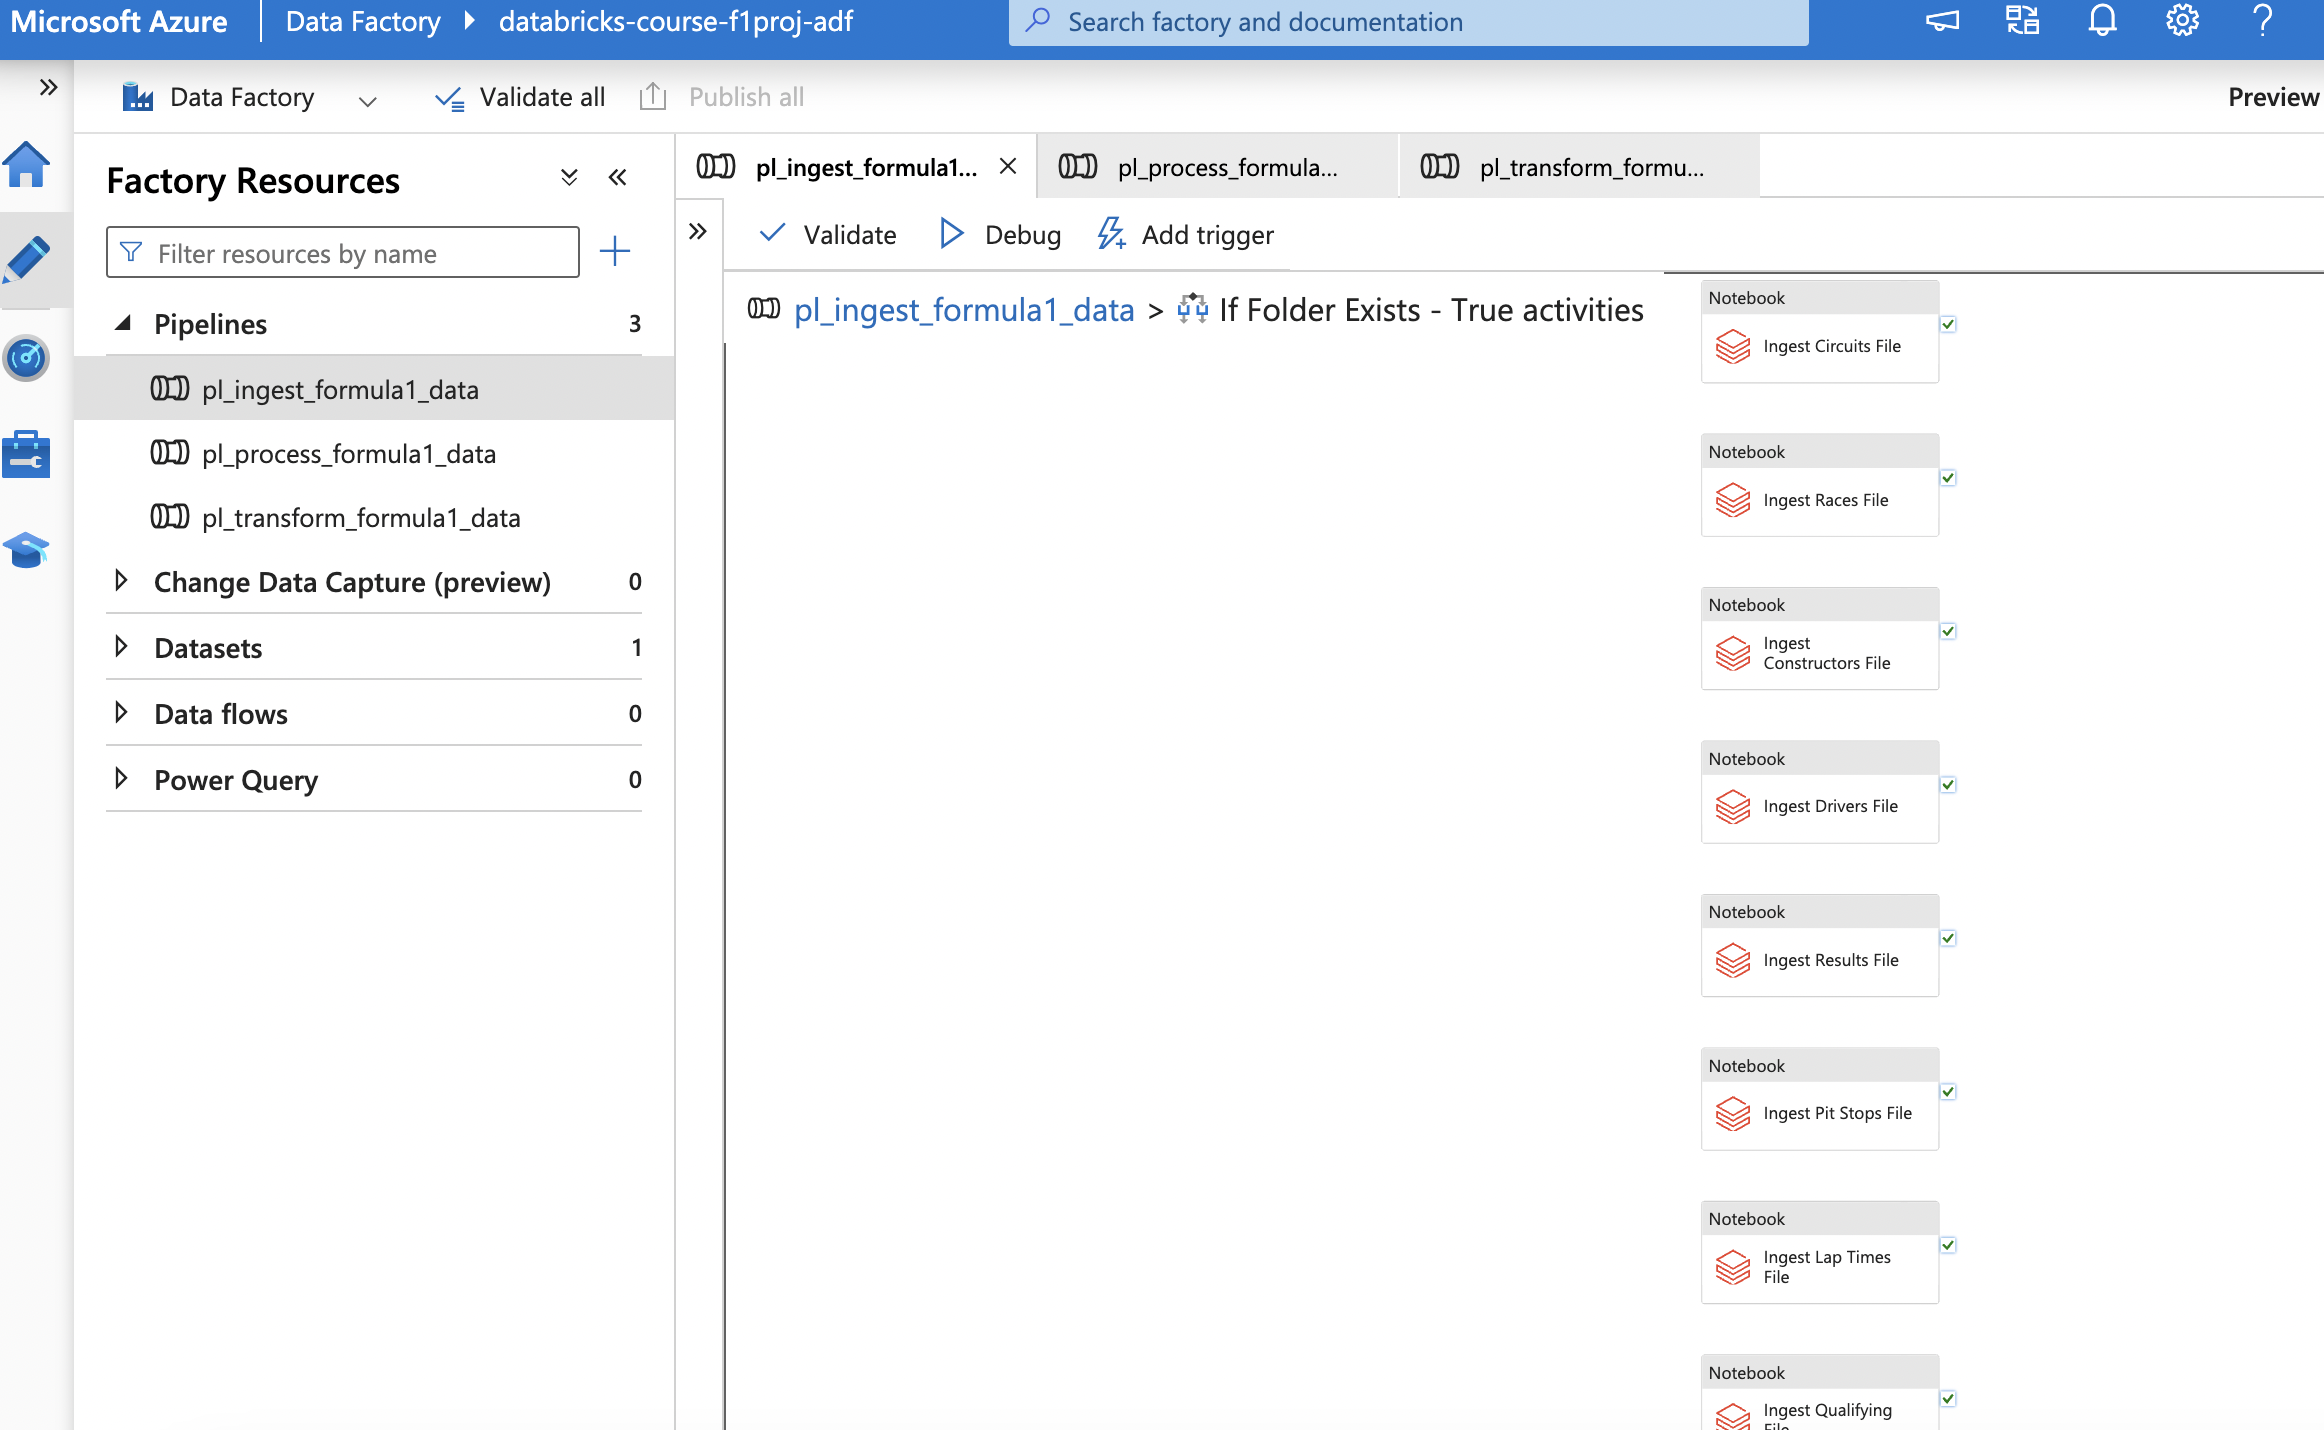 Microsoft Azure
Data Factory
databricks-course-f1proj-adf
Search factory and documentation
Data Factory
Validate all
Publish all
Preview
Factory Resources
Filter resources by name
Pipelines 3
pl_ingest_formula1_data
pl_process_formula1_data
pl_transform_formula1_data
Change Data Capture (preview) 0
Datasets 1
Data flows 0
Power Query 0
pl_ingest_formula1...
pl_process_formula...
pl_transform_formu...
Validate
Debug
Add trigger
pl_ingest_formula1_data > If Folder Exists - True activities
Notebook
Ingest Circuits File
Notebook
Ingest Races File
Notebook
Ingest
Constructors File
Notebook
Ingest Drivers File
Notebook
Ingest Results File
Notebook
Ingest Pit Stops File
Notebook
Ingest Lap Times
File
Notebook
Ingest Qualifying
File